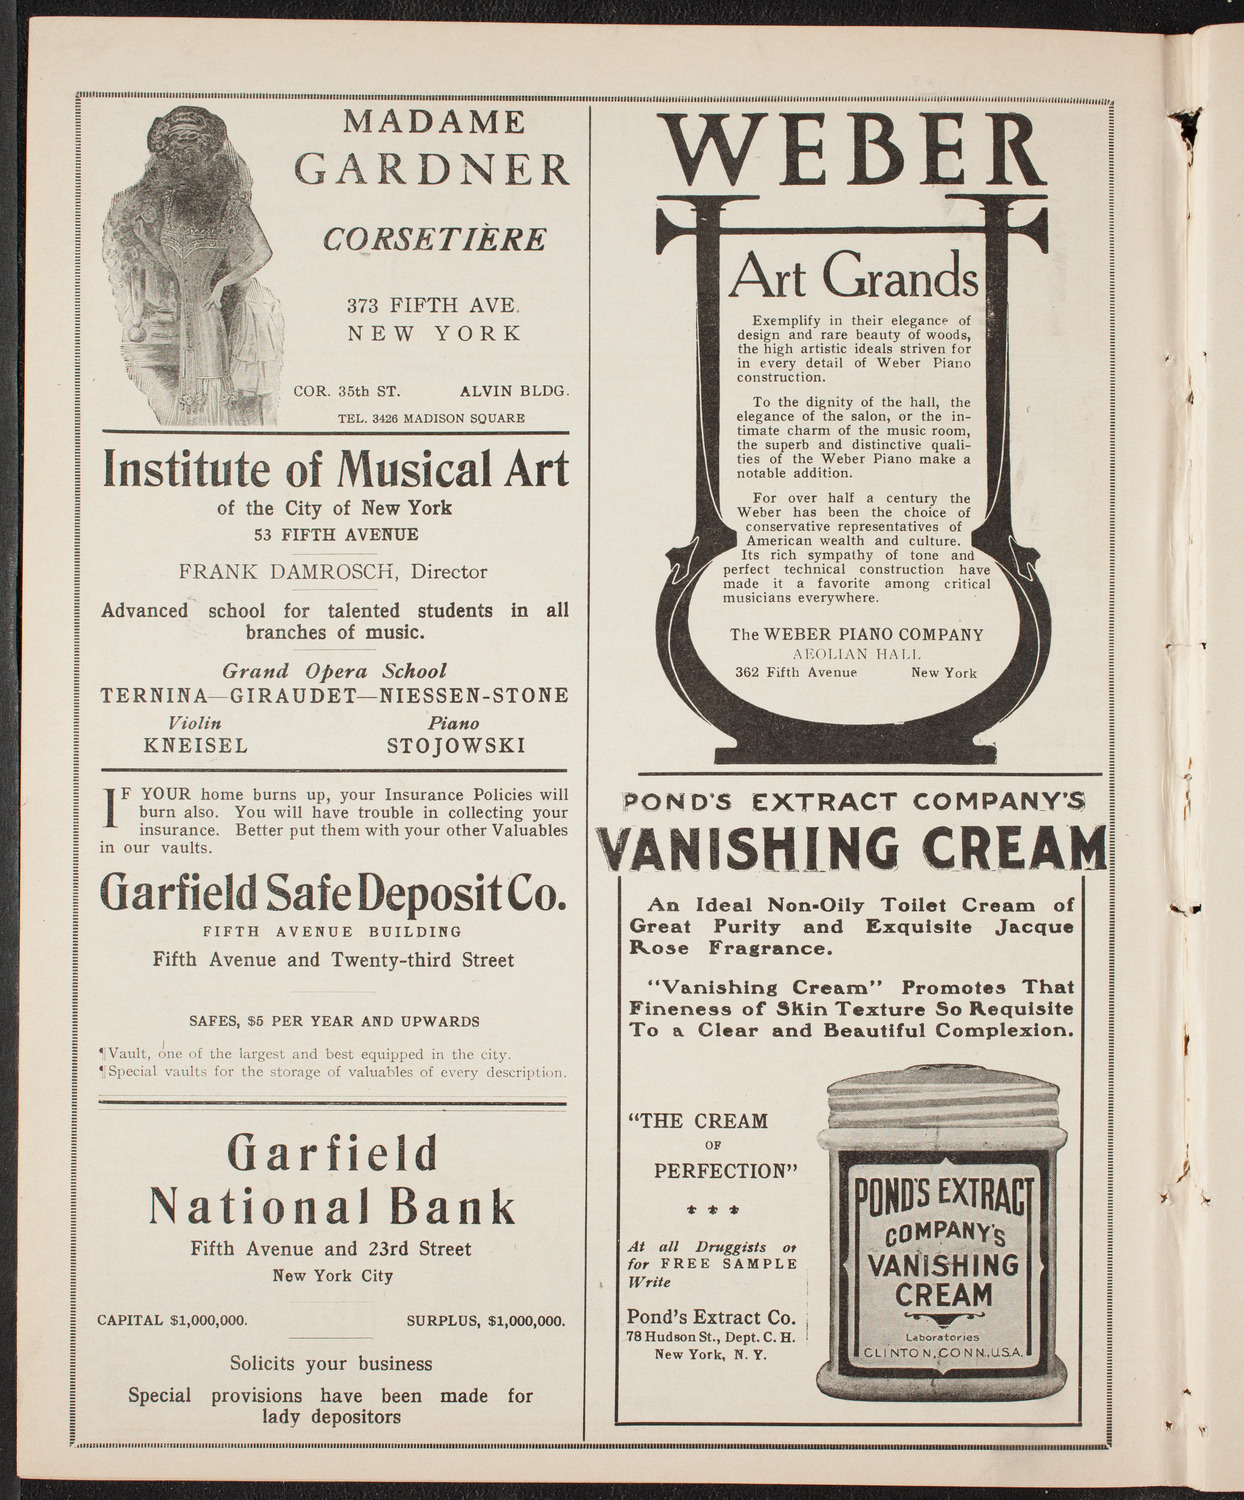 MADAME
GARDNER
CORSETIÈRE
373 FIFTH AVE.
NEW YORK
COR. 35th ST. ALVIN BLDG.
TEL. 3426 MADISON SQUARE
Institute of Musical Art
of the City of New York
53 FIFTH AVENUE
FRANK DAMROSCH, Director
Advanced school for talented students in all
branches of music.
Grand Opera School
TERNINA—GIRAUDET—NIESSEN-STONE
Violin Piano
KNEISEL STOJOWSKI
IF YOUR home burns up, your Insurance Policies will
burn also. You will have trouble in collecting your
insurance. Better put them with your other Valuables
in our vaults.
Garfield Safe Deposit Co.
FIFTH AVENUE BUILDING
Fifth Avenue and Twenty-third Street
SAFES, $5 PER YEAR AND UPWARDS
¶Vault, one of the largest and best equipped in the city.
¶Special vaults for the storage of valuables of every description.
Garfield
National Bank
Fifth Avenue and 23rd Street
New York City
CAPITAL $1,000,000. SURPLUS, $1,000,000.
Solicits your business
Special provisions have been made for
lady depositors
WEBER
Art Grands
Exemplify in their elegance of
design and rare beauty of woods,
the high artistic ideals striven for
in every detail of Weber Piano
construction.
To the dignity of the hall, the
elegance of the salon, or the in-
timate charm of the music room,
the superb and distinctive quali-
ties of the Weber Piano make a
notable addition.
For over half a century the
Weber has been the choice of
conservative representatives of
American wealth and culture.
Its rich sympathy of tone and
perfect technical construction have
made it a favorite among critical
musicians everywhere.
The WEBER PIANO COMPANY
AEOLIAN HALL
362 Fifth Avenue New York
POND'S EXTRACT COMPANY'S
VANISHING CREAM
An Ideal Non-Oily Toilet Cream of
Great Purity and Exquisite Jacque
Rose Fragrance.
"Vanishing Cream" Promotes That
Fineness of Skin Texture So Requisite
To a Clear and Beautiful Complexion.
"THE CREAM
OF
PERFECTION"
* * *
At all Druggists or
for FREE SAMPLE
Write
Pond's Extract Co.
78 Hudson St., Dept. C. H.
New York, N. Y.
POND'S EXTRACT
COMPANY'S
VANISHING
CREAM
Laboratories
CLINTON, CONN., U.S.A.